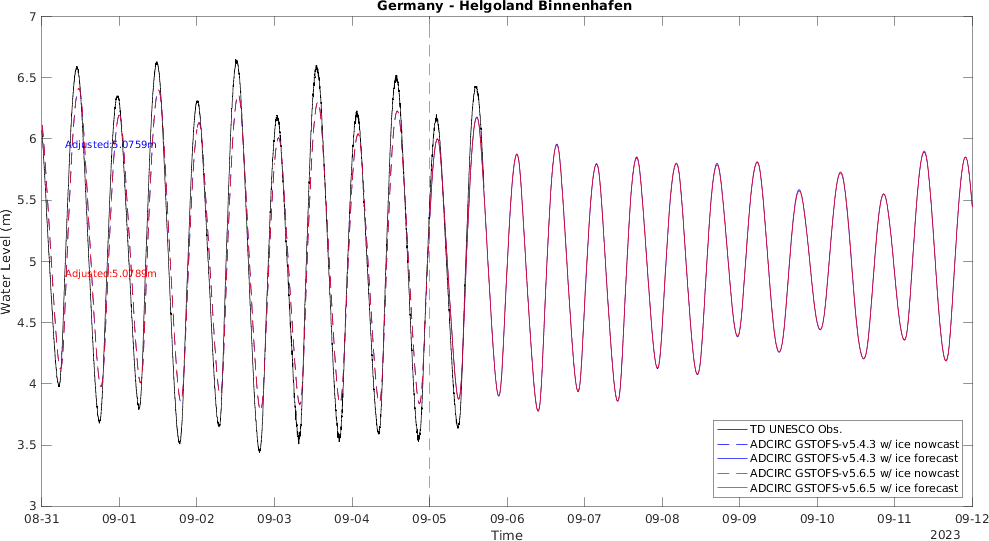 Germany - Helgoland Binnenhafen
7
6.5
6
5.5
5
4.5
4
3.5
3
Water Level (m)
Adjusted:5.0759m
Adjusted:5.0789m
TD UNESCO Obs.
ADCIRC GSTOFS-v5.4.3 w/ ice nowcast
ADCIRC GSTOFS-v5.4.3 w/ ice forecast
ADCIRC GSTOFS-v5.6.5 w/ ice nowcast
ADCIRC GSTOFS-v5.6.5 w/ ice forecast
08-31 09-01 09-02 09-03 09-04 09-05 09-06 09-07 09-08 09-09 09-10 09-11 09-12
Time
2023